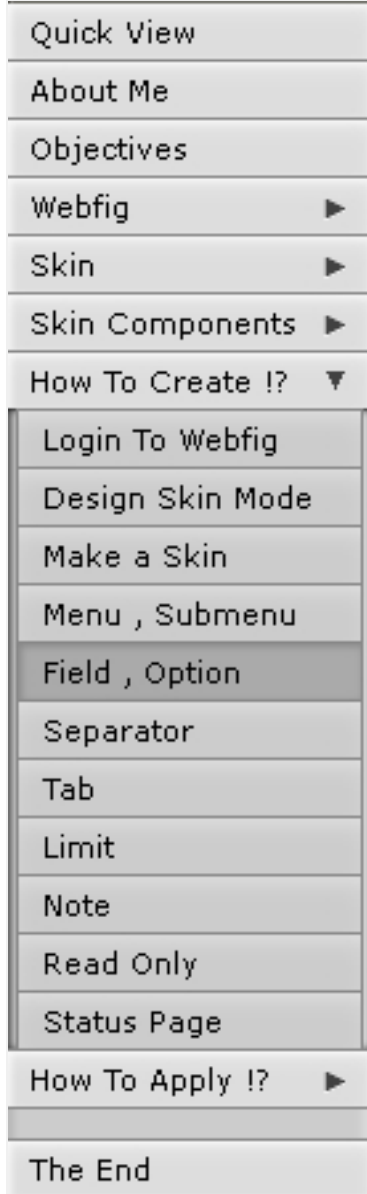 Quick View
About Me
Objectives
Webfig
Skin
Skin Components
How To Create !?
Login To Webfig
Design Skin Mode
Make a Skin
Menu , Submenu
Field , Option
Separator
Tab
Limit
Note
Read Only
Status Page
How To Apply !?
The End